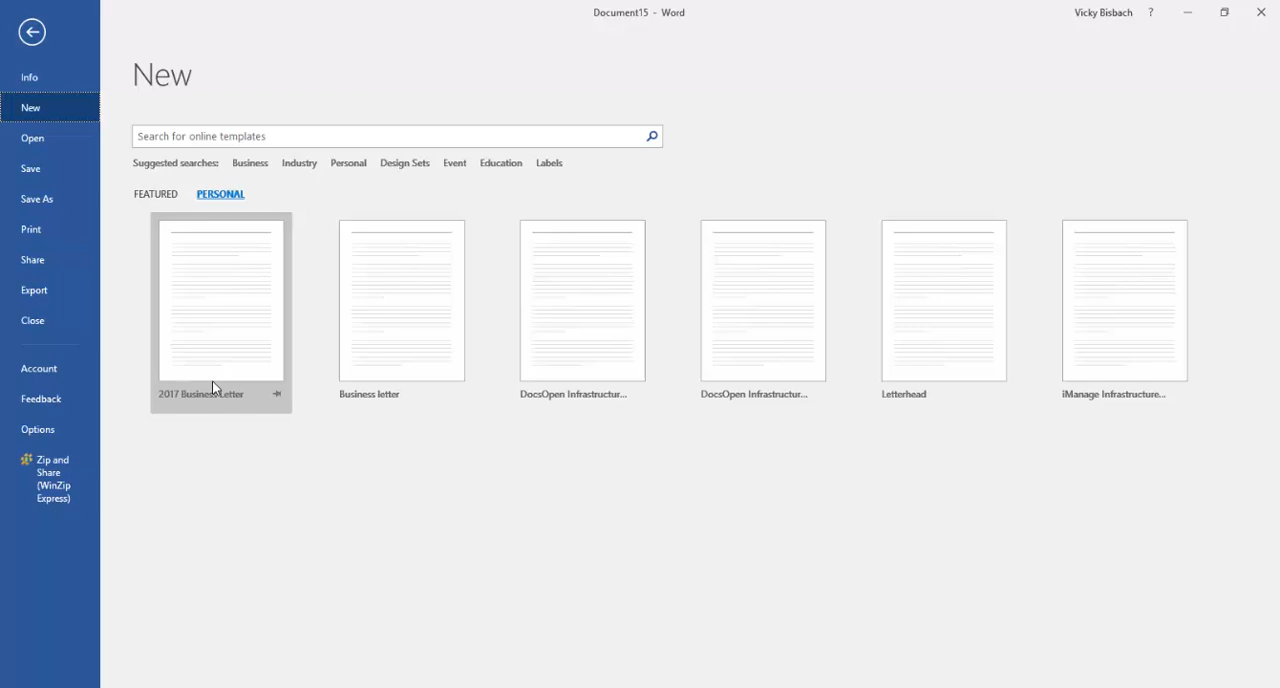 Document15 - Word
Vicky Bisbach
?
Info
New
Open
Save
Save As
Print
Share
Export
Close
Account
Feedback
Options
Zip and
Share
(WinZip
Express)
New
Search for online templates
Suggested searches: Business Industry Personal Design Sets Event Education Labels
FEATURED PERSONAL
2017 Business Letter
Business letter
DocsOpen Infrastructur...
DocsOpen Infrastructur...
Letterhead
iManage Infrastructure...